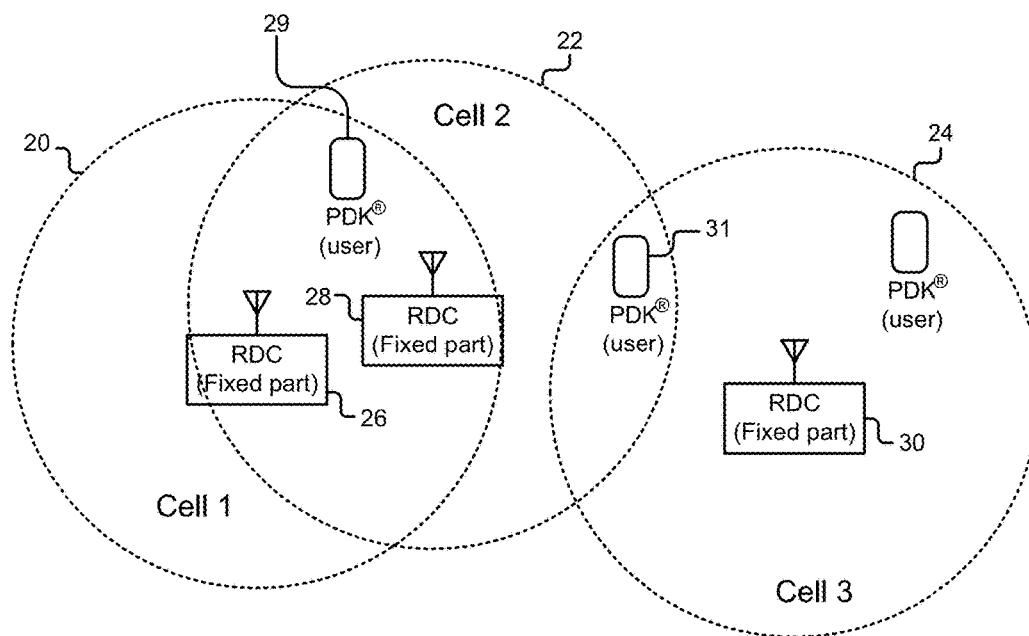 29
22
Cell 2
20
24
PDK®
(user)
31
28
RDC
(Fixed part)
PDK®
(user)
PDK®
(user)
RDC
(Fixed part)
26
RDC
(Fixed part)
30
Cell 1
Cell 3